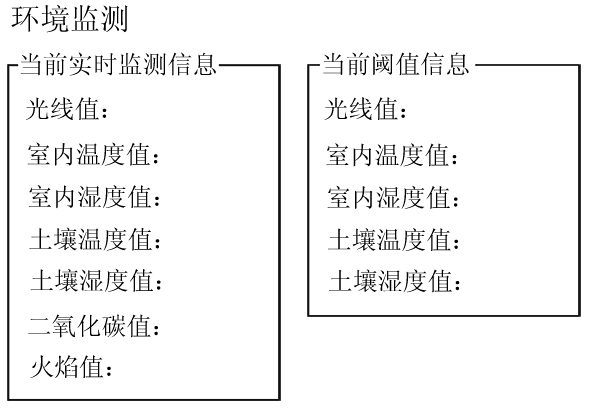 环境监测
当前实时监测信息
光线值：
室内温度值：
室内湿度值：
土壤温度值：
土壤湿度值：
二氧化碳值：
火焰值：
当前阈值信息
光线值：
室内温度值：
室内湿度值：
土壤温度值：
土壤湿度值：